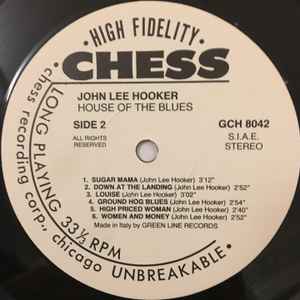 · HIGH FIDELITY ·
CHESS
JOHN LEE HOOKER
HOUSE OF THE BLUES
SIDE 2
GCH 8042
ALL RIGHTS
RESERVED
S.I.A.E.
STEREO
1. SUGAR MAMA (John Lee Hooker) 3'12"
2. DOWN AT THE LANDING (John Lee Hooker) 2'52"
3. LOUISE (John Lee Hooker) 3'02"
4. GROUND HOG BLUES (John Lee Hooker) 2'54"
5. HIGH PRICED WOMAN (John Lee Hooker) 2'40"
6. WOMEN AND MONEY (John Lee Hooker) 2'52"
Made in Italy by GREEN LINE RECORDS
LONG PLAYING 33⅓ RPM UNBREAKABLE ·
chess recording corp., chicago